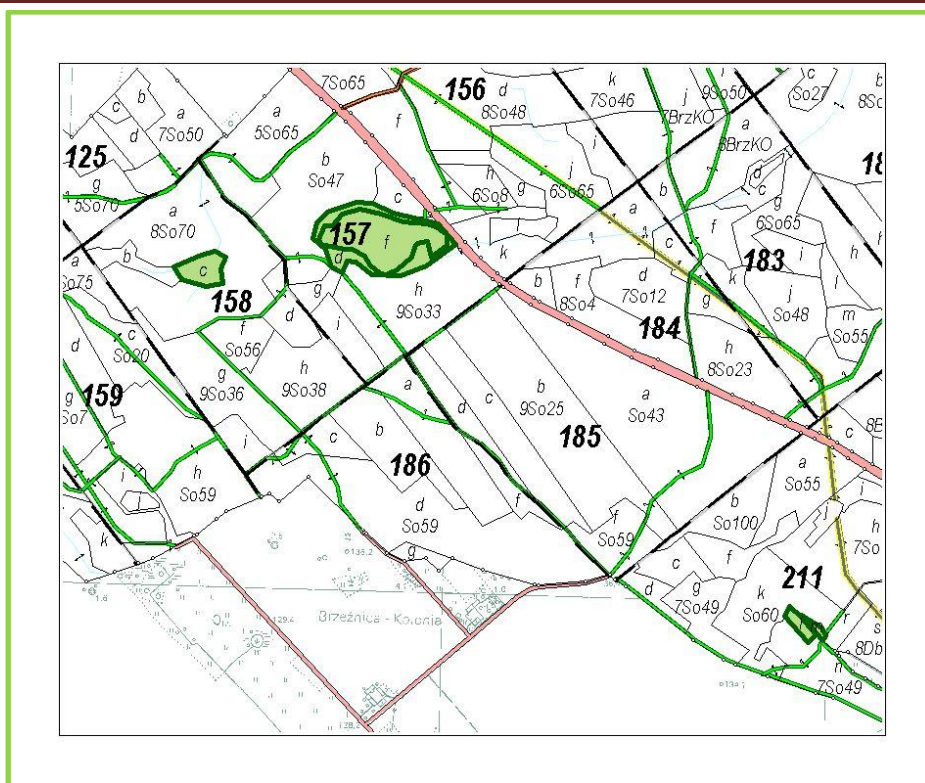 7So65
156
d
8So48
k
7So46
i
9So50
c
So27
b
c
b
a
7So50
a
5So65
f
j
7BrzKO
a
8BrzKO
d
125
b
So47
h
6So8
g
j
6So65
i
d
c
g
5So70
a
8So70
c
157
f
d
b
a
g
6So65
f
k
c
183
i
h
h
b
c
158
g
h
9So33
b
f
8So4
d
7So12
g
k
l
a
So75
j
So48
m
So55
d
c
So20
f
So56
d
i
184
h
8So23
g
9So36
h
9So38
a
b
9So25
a
So43
159
g
So7
d
c
185
c
i
c
b
186
i
h
So59
d
So59
f
f
So59
a
So55
b
So100
i
j
h
7So
k
g
c
f
d
g
7So49
211
k
So60
r
s
8Db
n
7So49
Brzeźnica - Kolonia